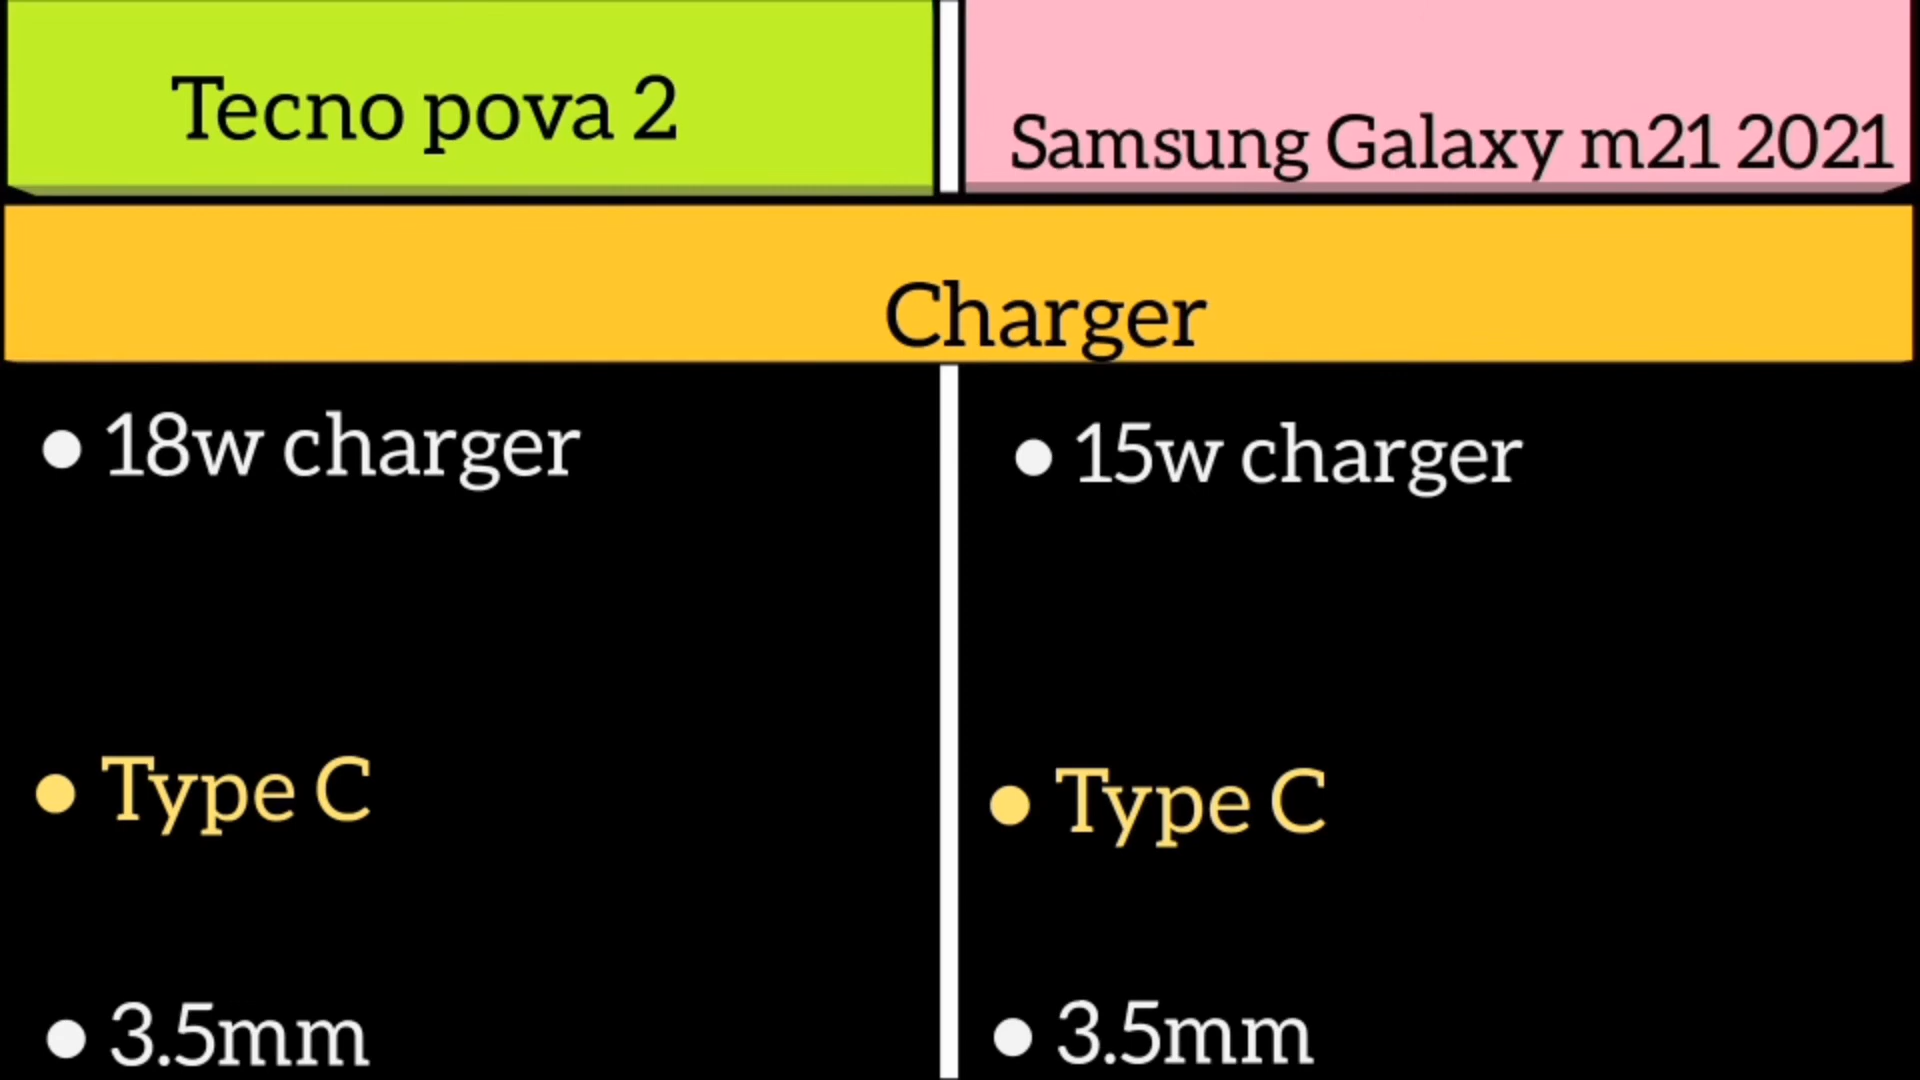 Tecno pova 2
Samsung Galaxy m21 2021
Charger
18w charger
15w charger
Type C
Type C
3.5mm
3.5mm